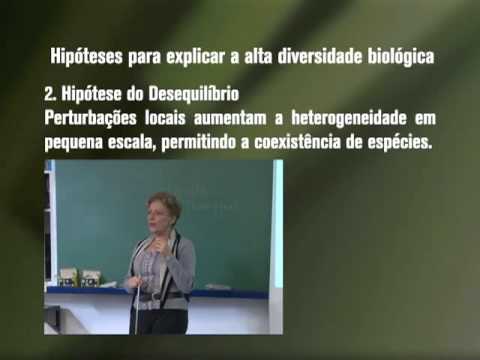 Hipóteses para explicar a alta diversidade biológica
2. Hipótese do Desequilíbrio
Perturbações locais aumentam a heterogeneidade em
pequena escala, permitindo a coexistência de espécies.